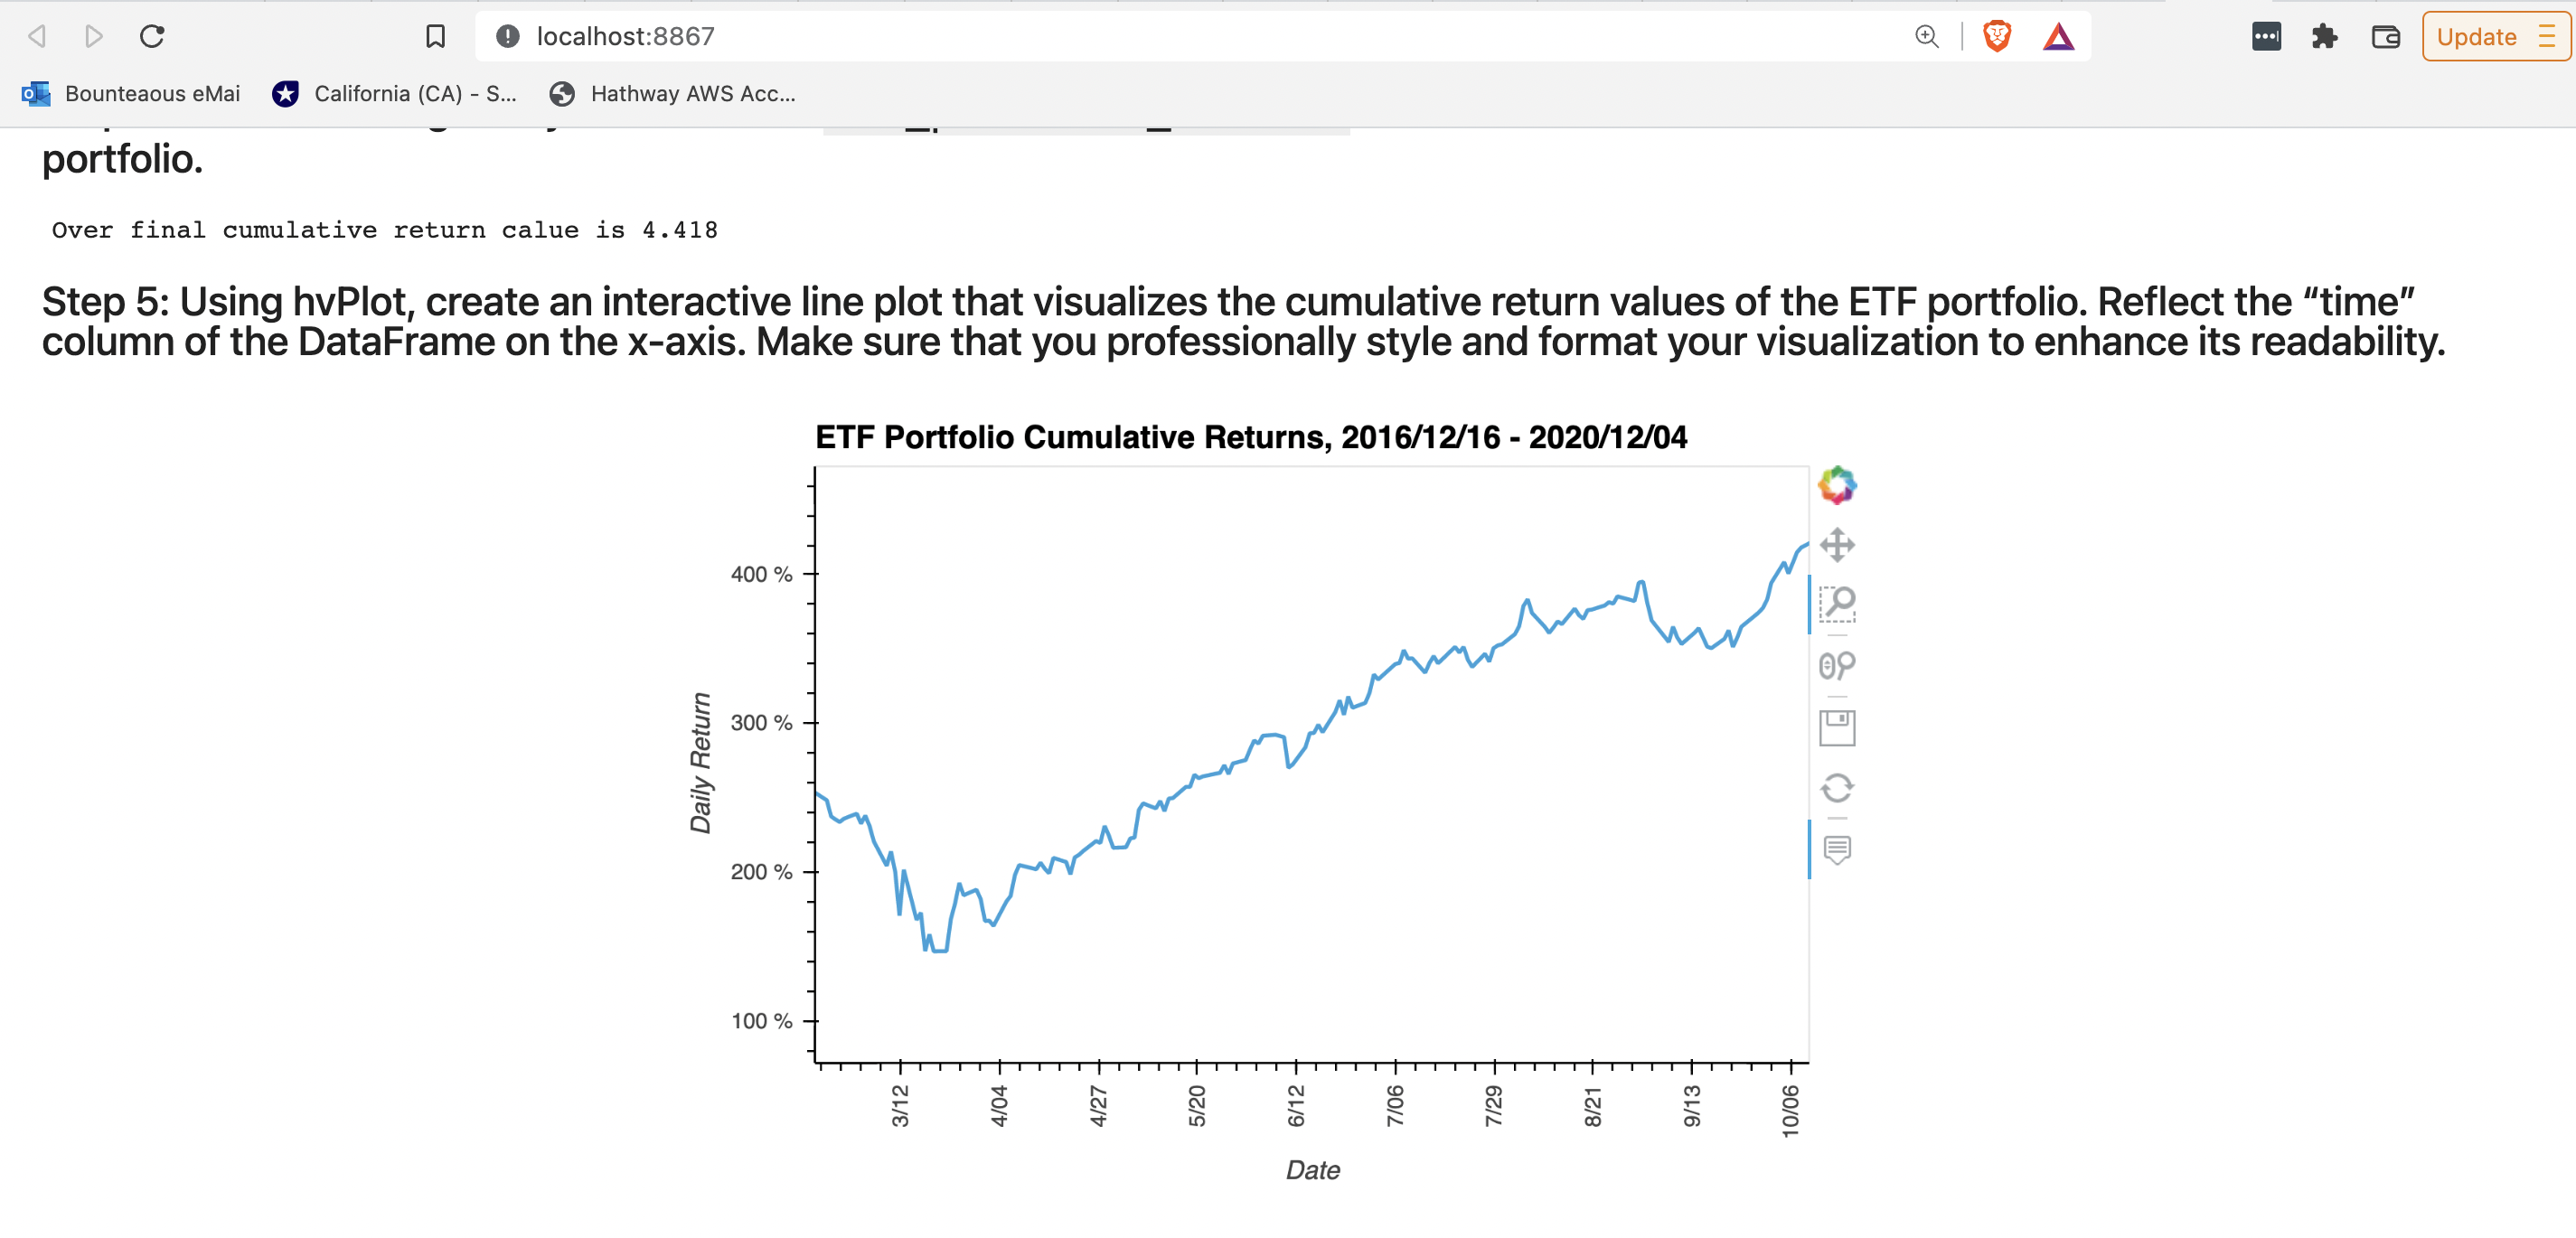 localhost:8867
Update
Bounteaous eMai
California (CA) - S...
Hathway AWS Acc...
portfolio.
Over final cumulative return calue is 4.418
Step 5: Using hvPlot, create an interactive line plot that visualizes the cumulative return values of the ETF portfolio. Reflect the “time”
column of the DataFrame on the x-axis. Make sure that you professionally style and format your visualization to enhance its readability.
ETF Portfolio Cumulative Returns, 2016/12/16 - 2020/12/04
400 %
300 %
200 %
100 %
Daily Return
3/12
4/04
4/27
5/20
6/12
7/06
7/29
8/21
9/13
10/06
Date